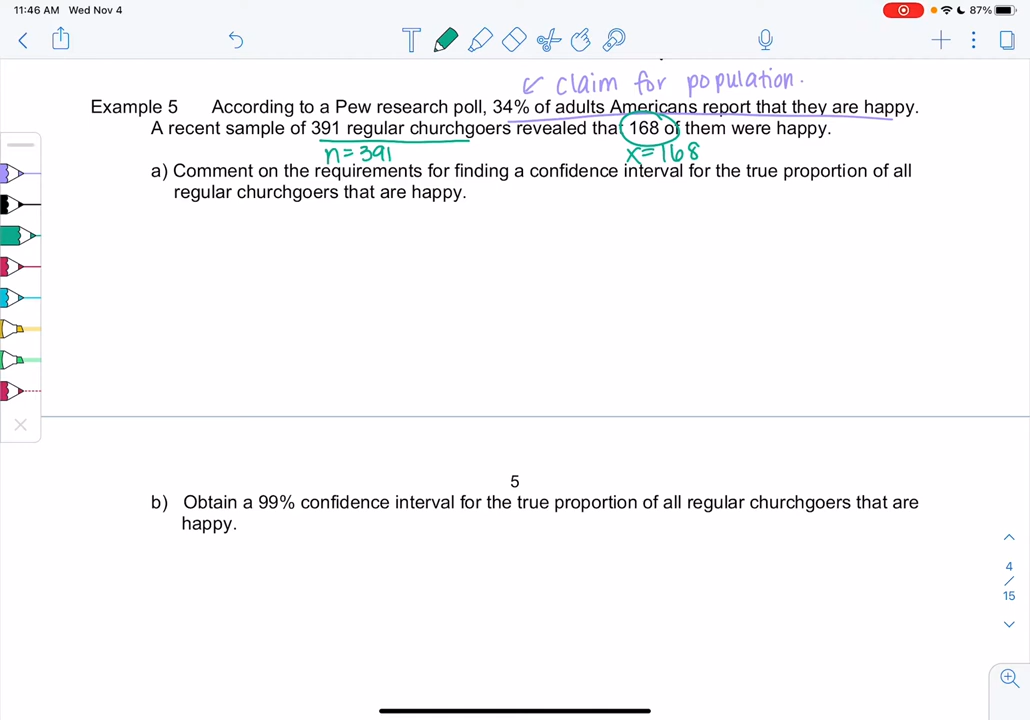 11:46 AM Wed Nov 4
87%
T
↙ claim for population.
Example 5 According to a Pew research poll, 34% of adults Americans report that they are happy.
A recent sample of 391 regular churchgoers revealed that 168 of them were happy.
n=391 x=168
a) Comment on the requirements for finding a confidence interval for the true proportion of all
regular churchgoers that are happy.
5
b) Obtain a 99% confidence interval for the true proportion of all regular churchgoers that are
happy.
4
/
15